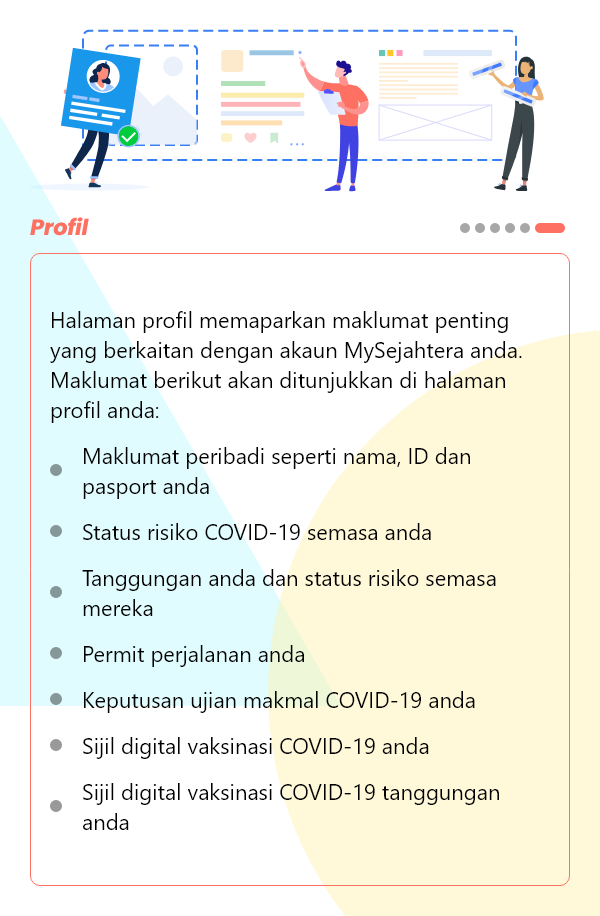 Profil
Halaman profil memaparkan maklumat penting
yang berkaitan dengan akaun MySejahtera anda.
Maklumat berikut akan ditunjukkan di halaman
profil anda:
Maklumat peribadi seperti nama, ID dan
pasport anda
Status risiko COVID-19 semasa anda
Tanggungan anda dan status risiko semasa
mereka
Permit perjalanan anda
Keputusan ujian makmal COVID-19 anda
Sijil digital vaksinasi COVID-19 anda
Sijil digital vaksinasi COVID-19 tanggungan
anda